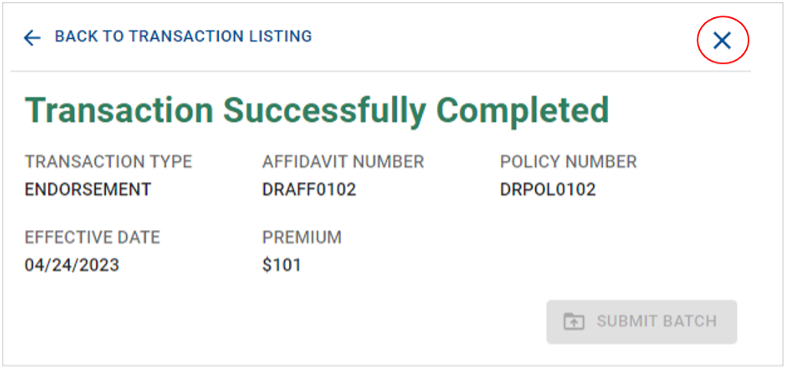 BACK TO TRANSACTION LISTING
Transaction Successfully Completed
TRANSACTION TYPE AFFIDAVIT NUMBER POLICY NUMBER
ENDORSEMENT DRAFF0102 DRPOL0102
EFFECTIVE DATE PREMIUM
04/24/2023 $101
SUBMIT BATCH